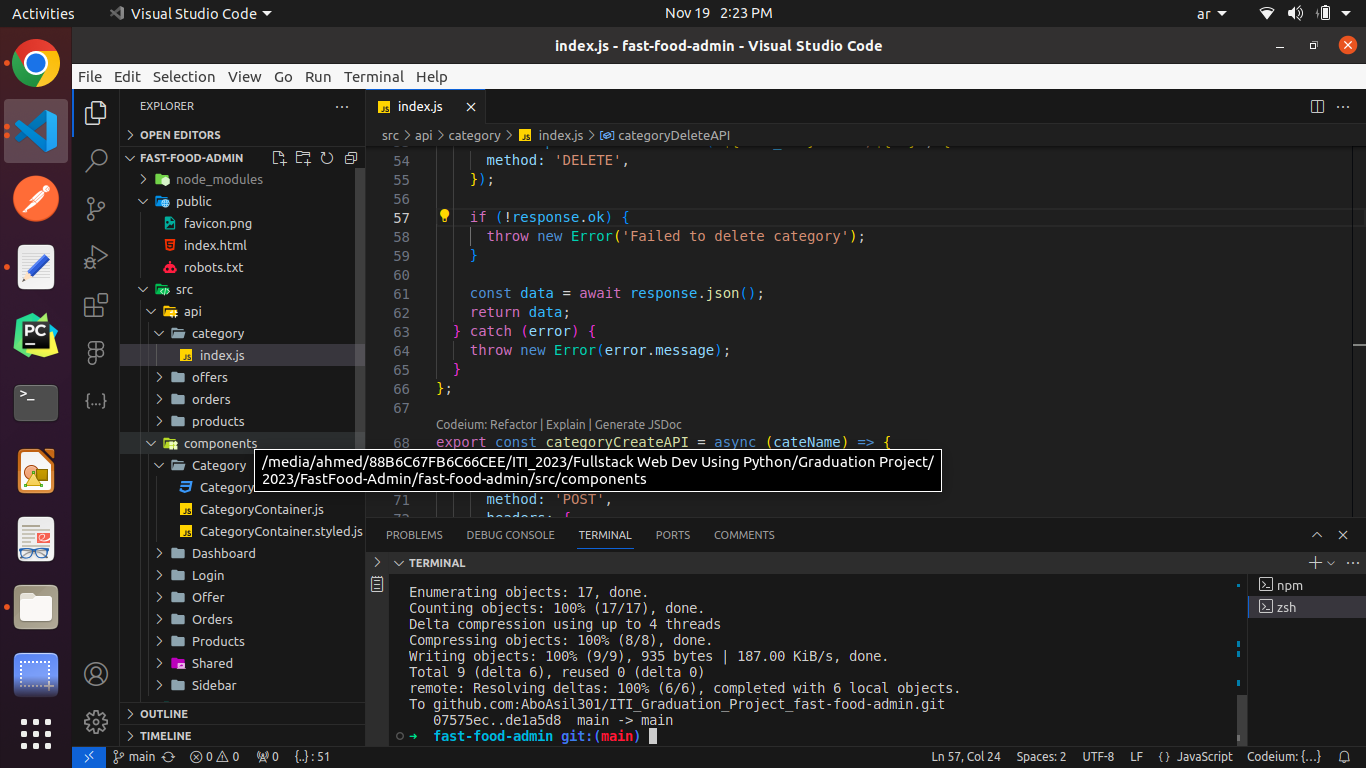 Activities
Visual Studio Code
Nov 19 2:23 PM
ar
index.js - fast-food-admin - Visual Studio Code
File Edit Selection View Go Run Terminal Help
EXPLORER
OPEN EDITORS
FAST-FOOD-ADMIN
node_modules
public
favicon.png
index.html
robots.txt
src
api
category
index.js
offers
orders
products
components
Category
Category
CategoryContainer.js
CategoryContainer.styled.js
Dashboard
Login
Offer
Orders
Products
Shared
Sidebar
OUTLINE
TIMELINE
index.js
src > api > category > index.js > categoryDeleteAPI
54 method: 'DELETE',
55 });
56
57 if (!response.ok) {
58 throw new Error('Failed to delete category');
59 }
60
61 const data = await response.json();
62 return data;
63 } catch (error) {
64 throw new Error(error.message);
65 }
66 };
67
Codeium: Refactor | Explain | Generate JSDoc
68 export const categoryCreateAPI = async (cateName) => {
/media/ahmed/88B6C67FB6C66CEE/ITI_2023/Fullstack Web Dev Using Python/Graduation Project/
2023/FastFood-Admin/fast-food-admin/src/components
71 method: 'POST',
headers: {
PROBLEMS DEBUG CONSOLE TERMINAL PORTS COMMENTS
TERMINAL
Enumerating objects: 17, done.
Counting objects: 100% (17/17), done.
Delta compression using up to 4 threads
Compressing objects: 100% (8/8), done.
Writing objects: 100% (9/9), 935 bytes | 187.00 KiB/s, done.
Total 9 (delta 6), reused 0 (delta 0)
remote: Resolving deltas: 100% (6/6), completed with 6 local objects.
To github.com:AboAsil301/ITI_Graduation_Project_fast-food-admin.git
07575ec..de1a5d8 main -> main
➜ fast-food-admin git:(main)
npm
zsh
main 0 0 0 {..} : 51
Ln 57, Col 24 Spaces: 2 UTF-8 LF {} JavaScript Codeium: {...}